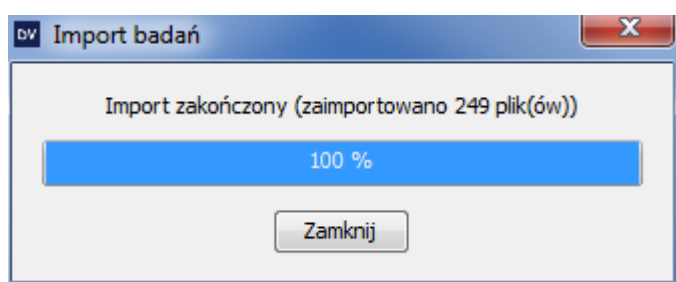 DV Import badań
Import zakończony (zaimportowano 249 plik(ów))
100 %
Zamknij